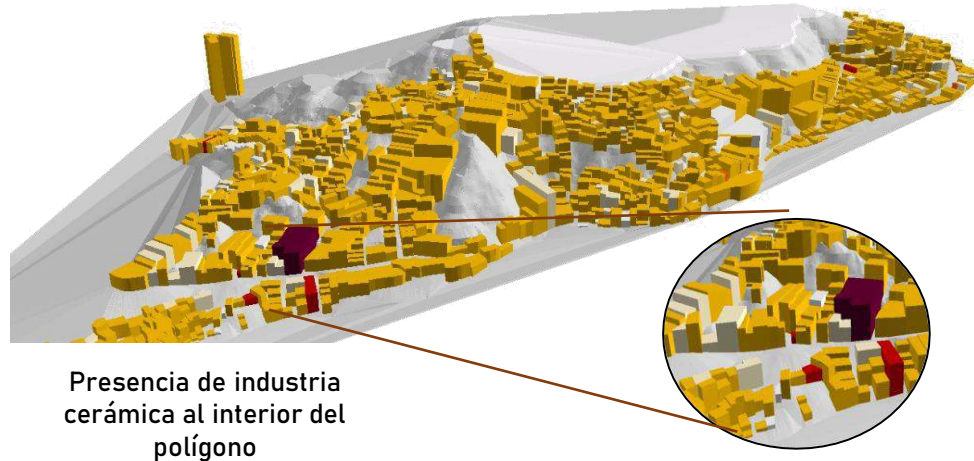 Presencia de industria
cerámica al interior del
polígono